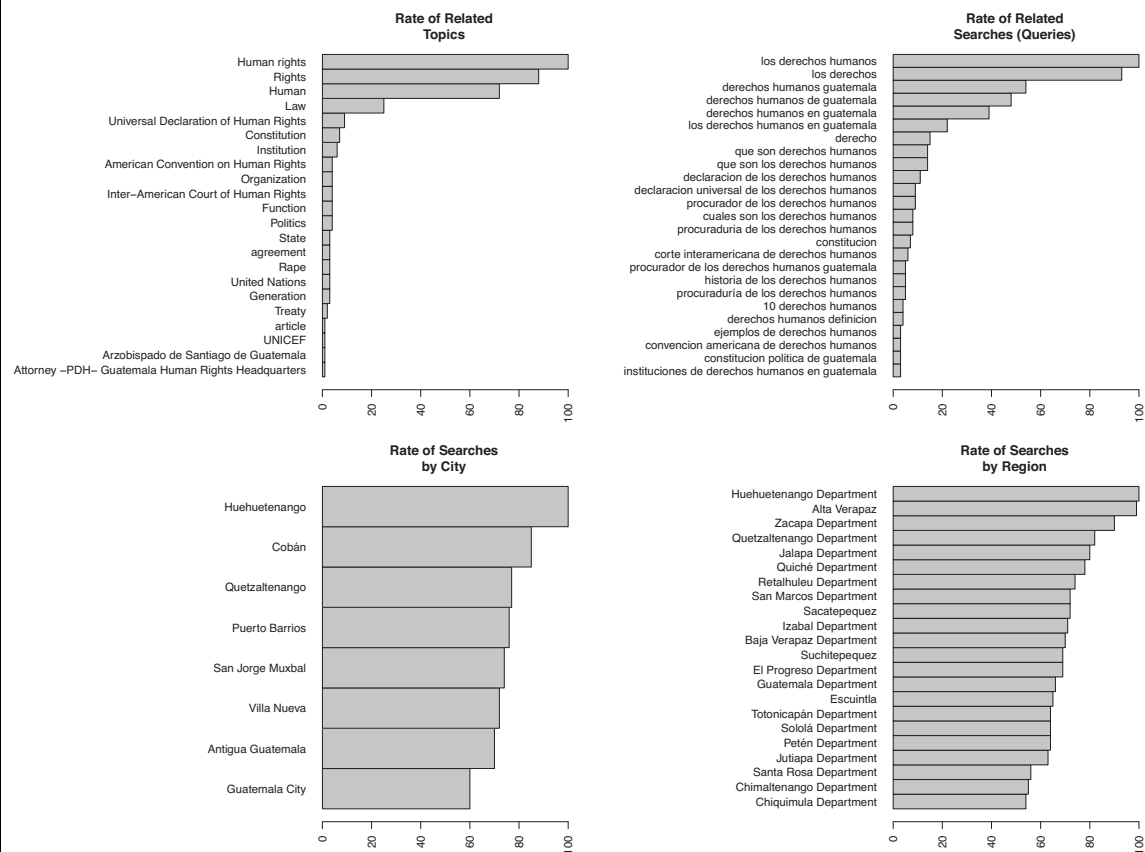 Rate of Related
Topics
Human rights
Rights
Human
Law
Universal Declaration of Human Rights
Constitution
Institution
American Convention on Human Rights
Organization
Inter−American Court of Human Rights
Function
Politics
State
agreement
Rape
United Nations
Generation
Treaty
article
UNICEF
Arzobispado de Santiago de Guatemala
Attorney −PDH− Guatemala Human Rights Headquarters
0
20
40
60
80
100
Rate of Related
Searches (Queries)
los derechos humanos
los derechos
derechos humanos guatemala
derechos humanos de guatemala
derechos humanos en guatemala
los derechos humanos en guatemala
derecho
que son derechos humanos
que son los derechos humanos
declaracion de los derechos humanos
declaracion universal de los derechos humanos
procurador de los derechos humanos
cuales son los derechos humanos
procuraduria de los derechos humanos
constitucion
corte interamericana de derechos humanos
procurador de los derechos humanos guatemala
historia de los derechos humanos
procuraduría de los derechos humanos
10 derechos humanos
derechos humanos definicion
ejemplos de derechos humanos
convencion americana de derechos humanos
constitucion politica de guatemala
instituciones de derechos humanos en guatemala
0
20
40
60
80
100
Rate of Searches
by City
Huehuetenango
Cobán
Quetzaltenango
Puerto Barrios
San Jorge Muxbal
Villa Nueva
Antigua Guatemala
Guatemala City
0
20
40
60
80
100
Rate of Searches
by Region
Huehuetenango Department
Alta Verapaz
Zacapa Department
Quetzaltenango Department
Jalapa Department
Quiché Department
Retalhuleu Department
San Marcos Department
Sacatepequez
Izabal Department
Baja Verapaz Department
Suchitepequez
El Progreso Department
Guatemala Department
Escuintla
Totonicapán Department
Sololá Department
Petén Department
Jutiapa Department
Santa Rosa Department
Chimaltenango Department
Chiquimula Department
0
20
40
60
80
100